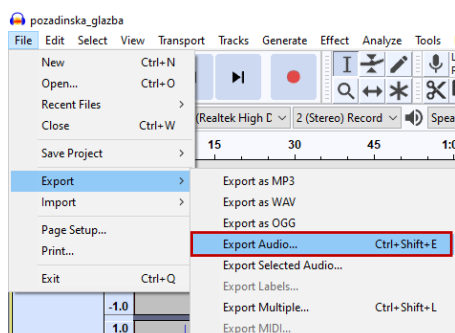 pozadinska_glazba
File Edit Select View Transport Tracks Generate Effect Analyze Tools
New Ctrl+N
Open... Ctrl+O
Recent Files
Close Ctrl+W
(Realtek High D 2 (Stereo) Record Spea
15 30 45 1:0
Save Project
Export
Import
Page Setup...
Print...
Exit Ctrl+Q
Export as MP3
Export as WAV
Export as OGG
Export Audio... Ctrl+Shift+E
Export Selected Audio...
Export Labels...
Export Multiple... Ctrl+Shift+L
Export MIDI...
-1.0
1.0